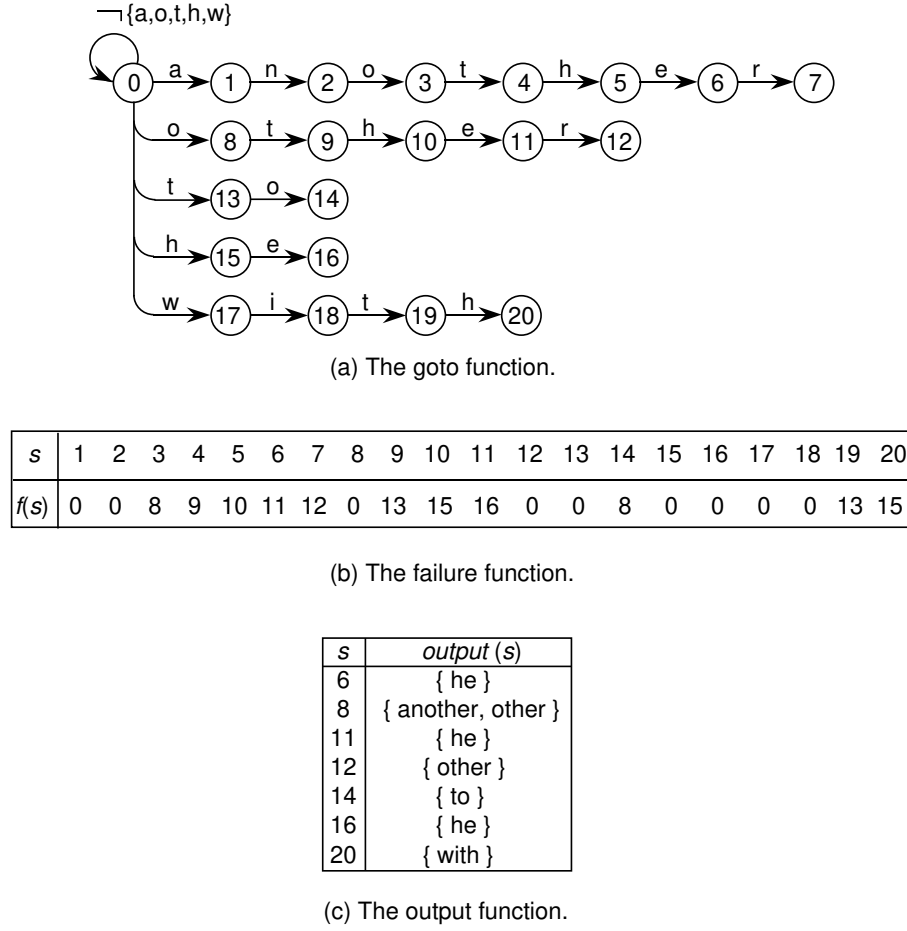 ¬ {a,o,t,h,w}
0 a 1 n 2 o 3 t 4 h 5 e 6 r 7
o 8 t 9 h 10 e 11 r 12
t 13 o 14
h 15 e 16
w 17 i 18 t 19 h 20
(a) The goto function.
s 1 2 3 4 5 6 7 8 9 10 11 12 13 14 15 16 17 18 19 20
f(s) 0 0 8 9 10 11 12 0 13 15 16 0 0 8 0 0 0 0 13 15
(b) The failure function.
s output (s)
6 { he }
8 { another, other }
11 { he }
12 { other }
14 { to }
16 { he }
20 { with }
(c) The output function.